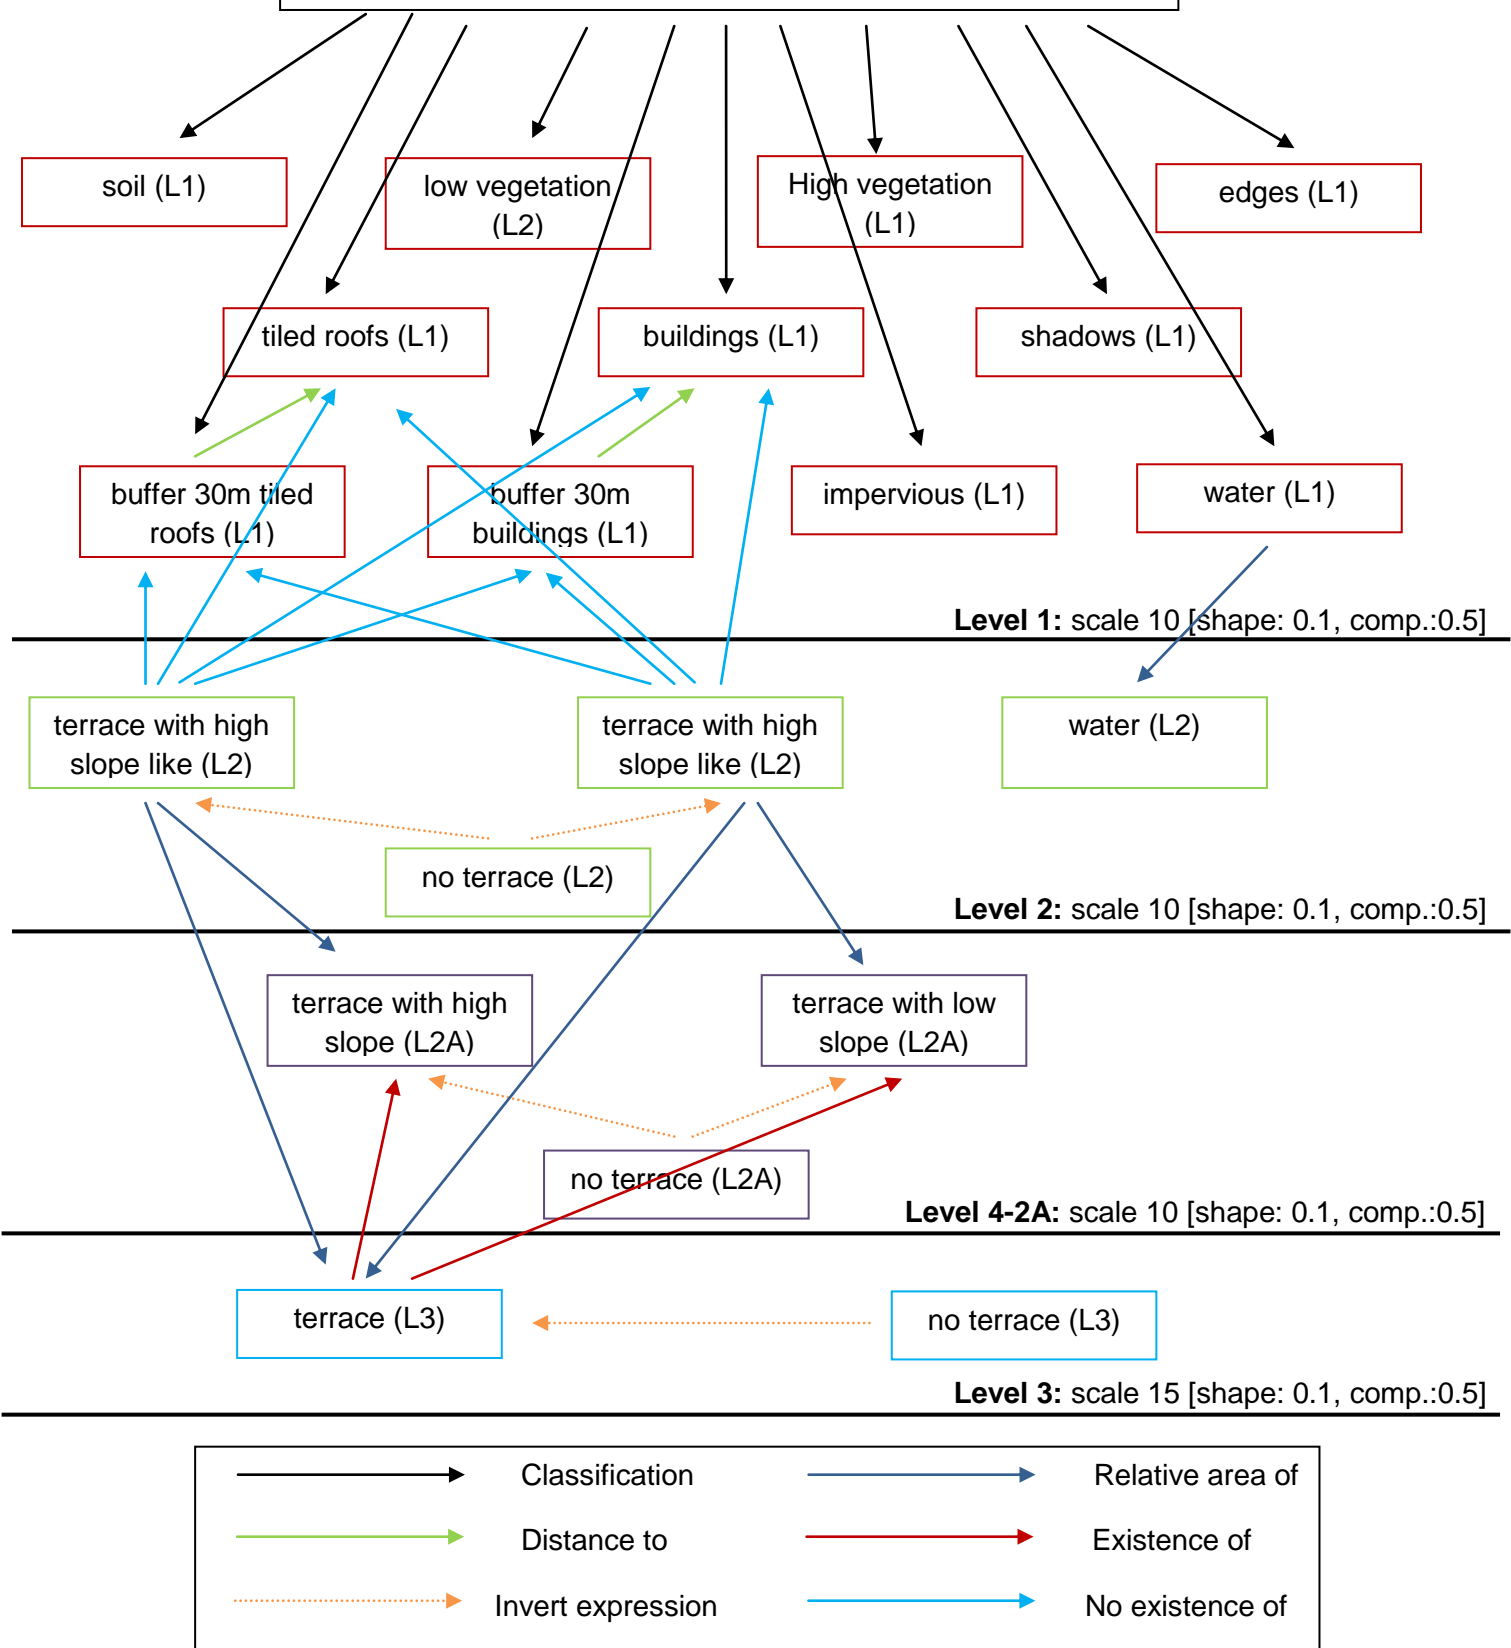 soil (L1)
low vegetation
(L2)
High vegetation
(L1)
edges (L1)
tiled roofs (L1)
buildings (L1)
shadows (L1)
buffer 30m tiled
roofs (L1)
buffer 30m
buildings (L1)
impervious (L1)
water (L1)
Level 1: scale 10 [shape: 0.1, comp.:0.5]
terrace with high
slope like (L2)
terrace with high
slope like (L2)
water (L2)
no terrace (L2)
Level 2: scale 10 [shape: 0.1, comp.:0.5]
terrace with high
slope (L2A)
terrace with low
slope (L2A)
no terrace (L2A)
Level 4-2A: scale 10 [shape: 0.1, comp.:0.5]
terrace (L3)
no terrace (L3)
Level 3: scale 15 [shape: 0.1, comp.:0.5]
Classification
Relative area of
Distance to
Existence of
Invert expression
No existence of